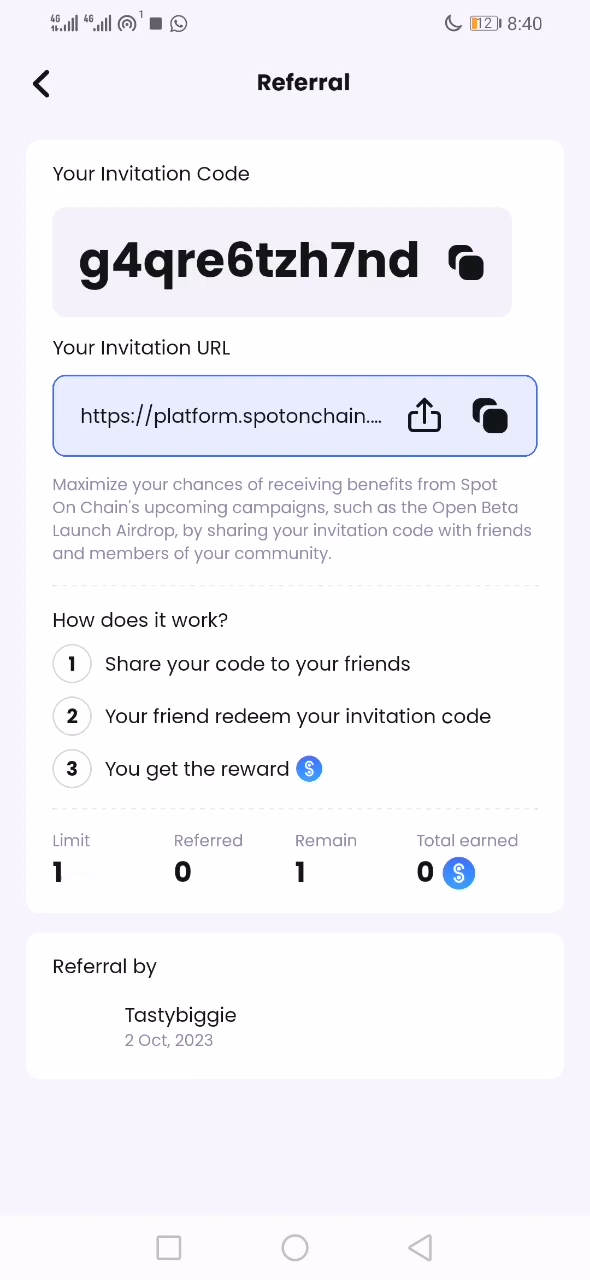 4G 4G 1 12 8:40
Referral
Your Invitation Code
g4qre6tzh7nd
Your Invitation URL
https://platform.spotonchain....
Maximize your chances of receiving benefits from Spot
On Chain's upcoming campaigns, such as the Open Beta
Launch Airdrop, by sharing your invitation code with friends
and members of your community.
How does it work?
1 Share your code to your friends
2 Your friend redeem your invitation code
3 You get the reward
Limit Referred Remain Total earned
1 0 1 0
Referral by
Tastybiggie
2 Oct, 2023